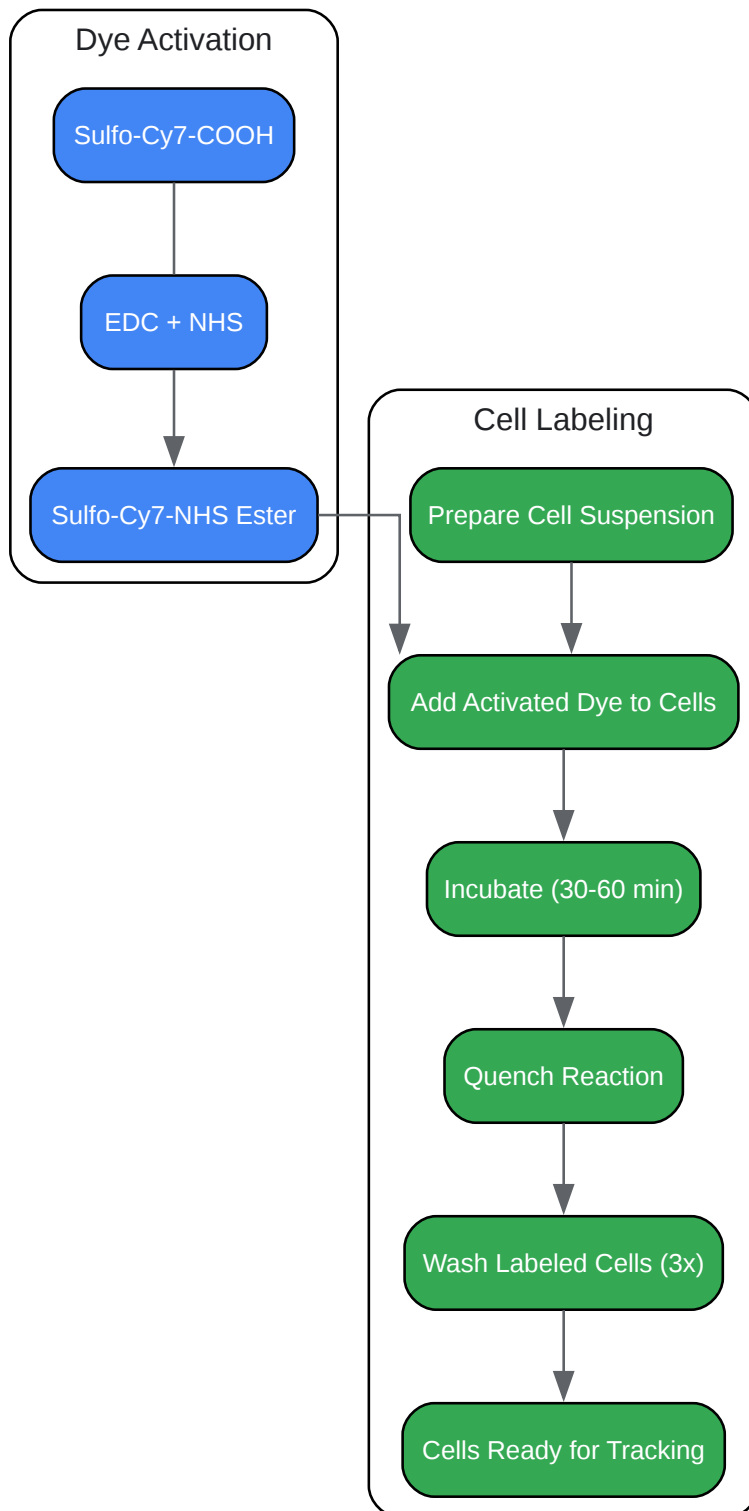 Dye Activation
Sulfo-Cy7-COOH
EDC + NHS
Sulfo-Cy7-NHS Ester
Cell Labeling
Prepare Cell Suspension
Add Activated Dye to Cells
Incubate (30-60 min)
Quench Reaction
Wash Labeled Cells (3x)
Cells Ready for Tracking